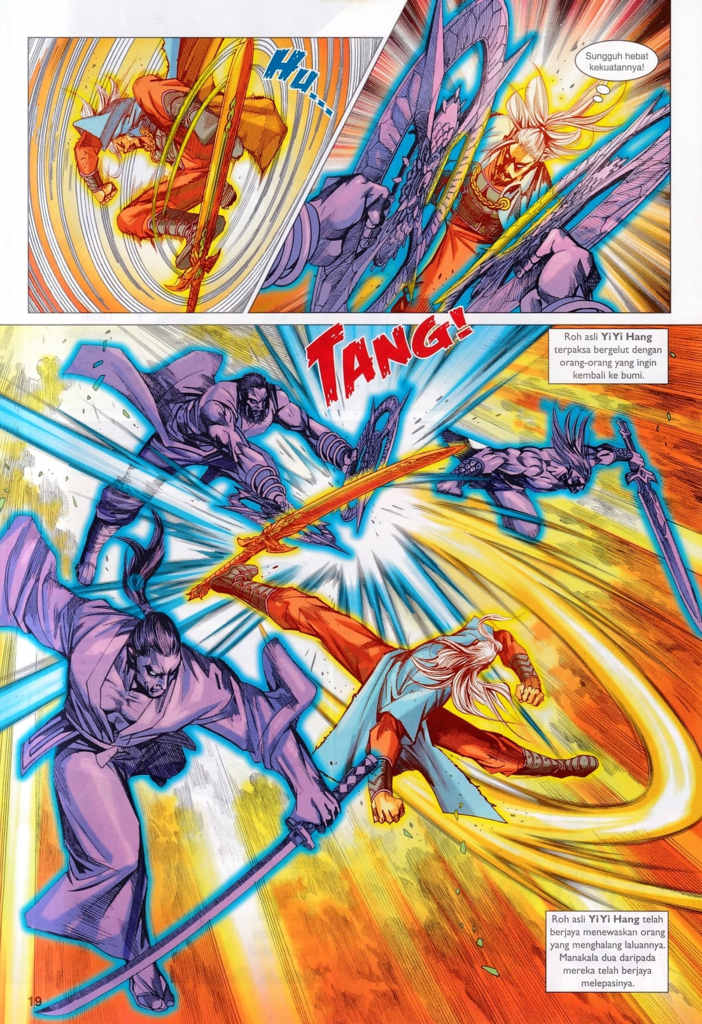 Hu...
Sungguh hebat
kekuatannya!
TANG!
Roh asli YiYi Hang
terpaksa bergelut dengan
orang-orang yang ingin
kembali ke bumi.
Roh asli YiYi Hang telah
berjaya menewaskan orang
yang menghalang laluannya.
Manakala dua daripada
mereka telah berjaya
melepasinya.
19